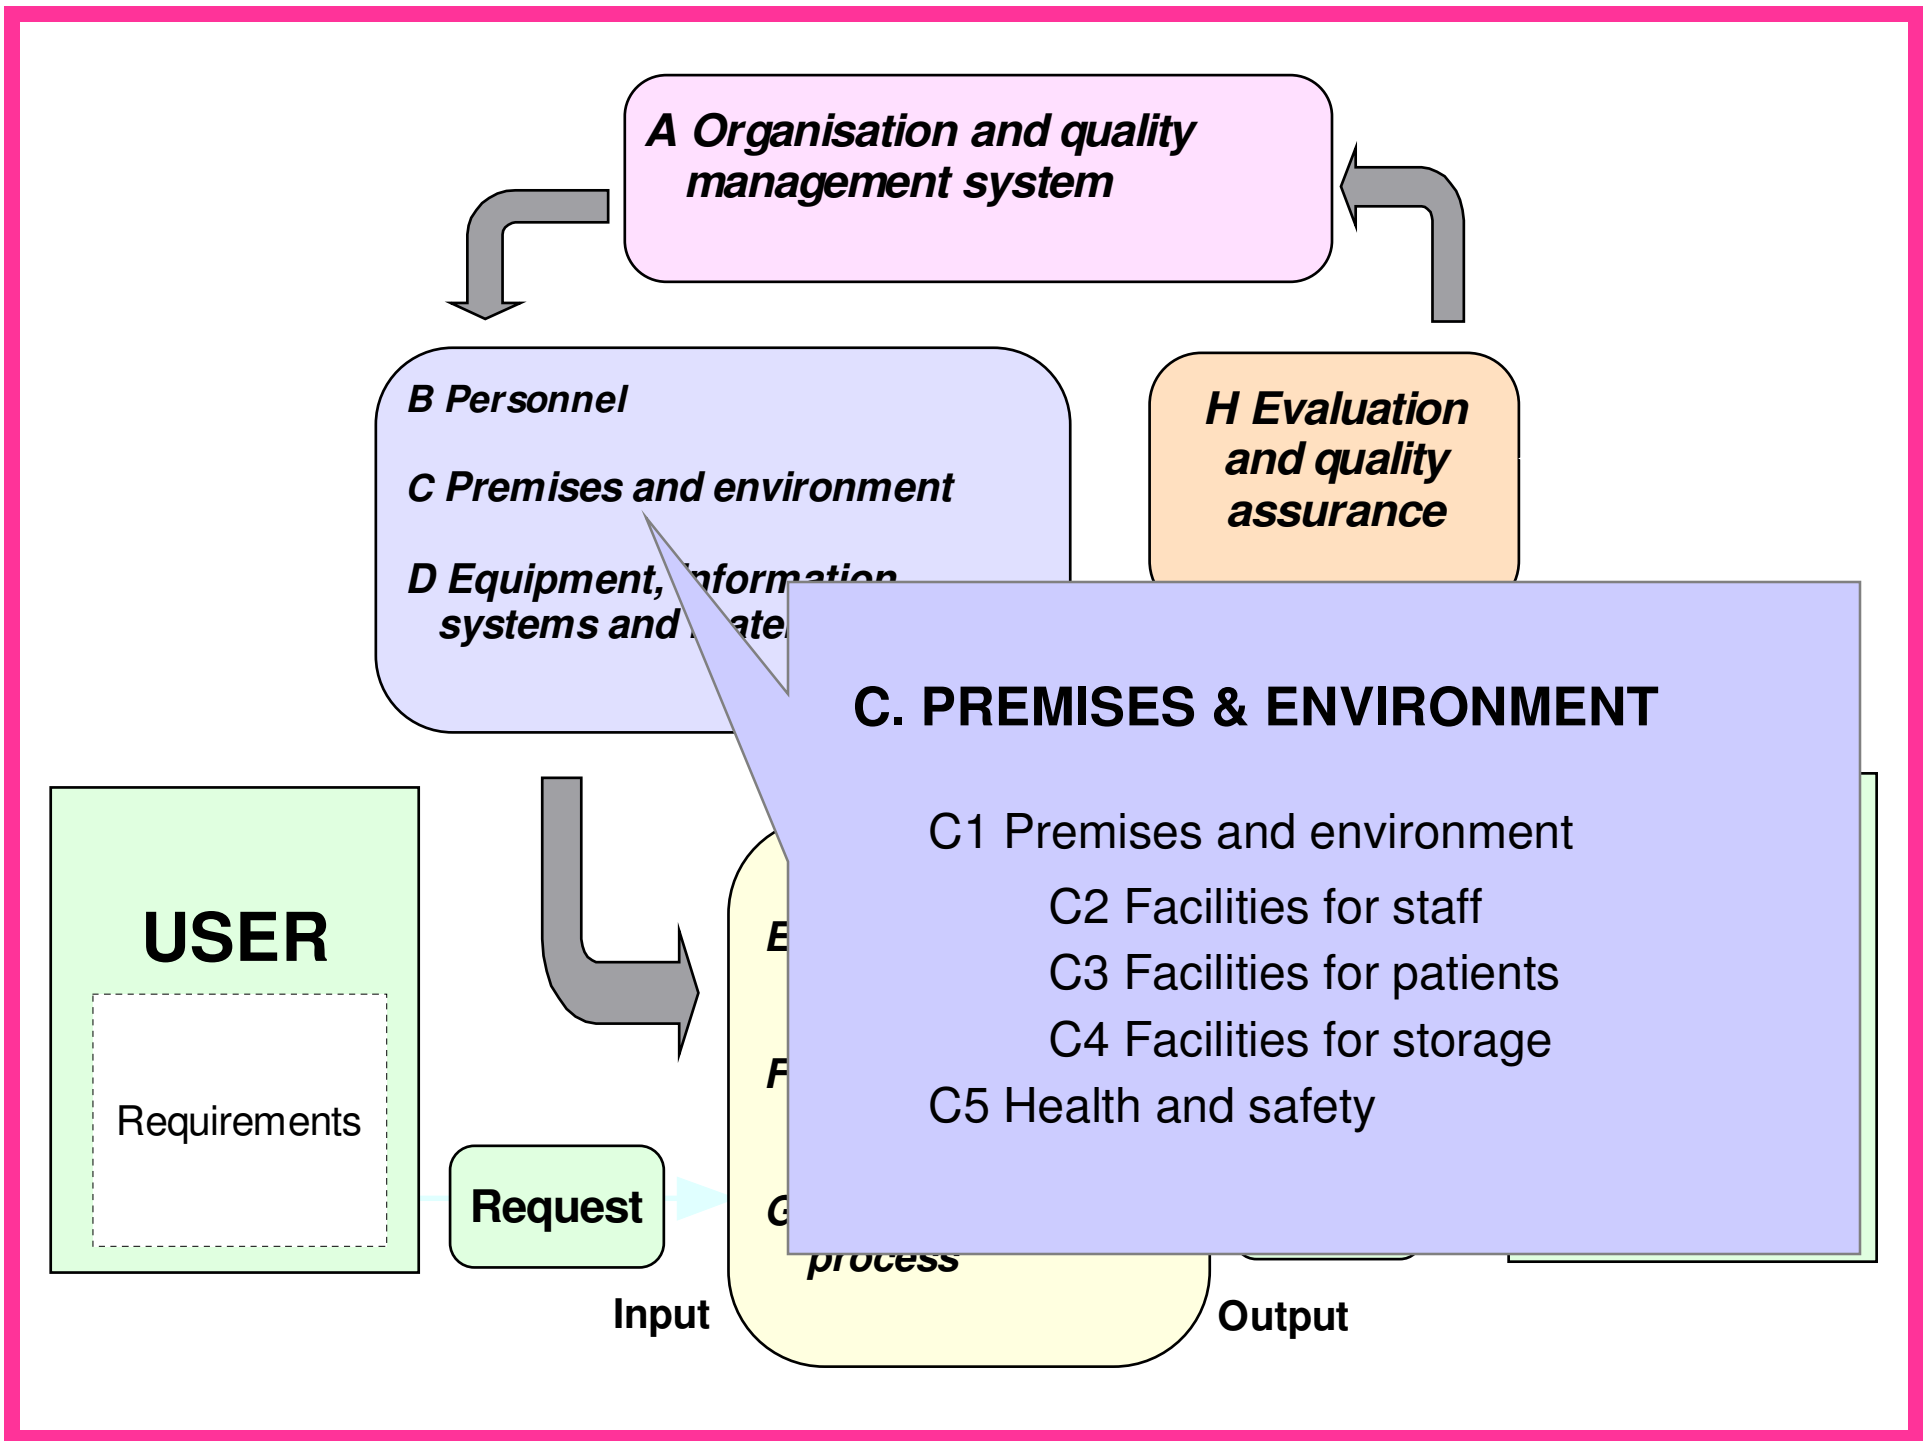 A Organisation and quality
management system
B Personnel
C Premises and environment
D Equipment, information
systems and
H Evaluation
and quality
assurance
C. PREMISES & ENVIRONMENT
C1 Premises and environment
C2 Facilities for staff
C3 Facilities for patients
C4 Facilities for storage
C5 Health and safety
USER
Requirements
Request
E
F
G
process
Input
Output